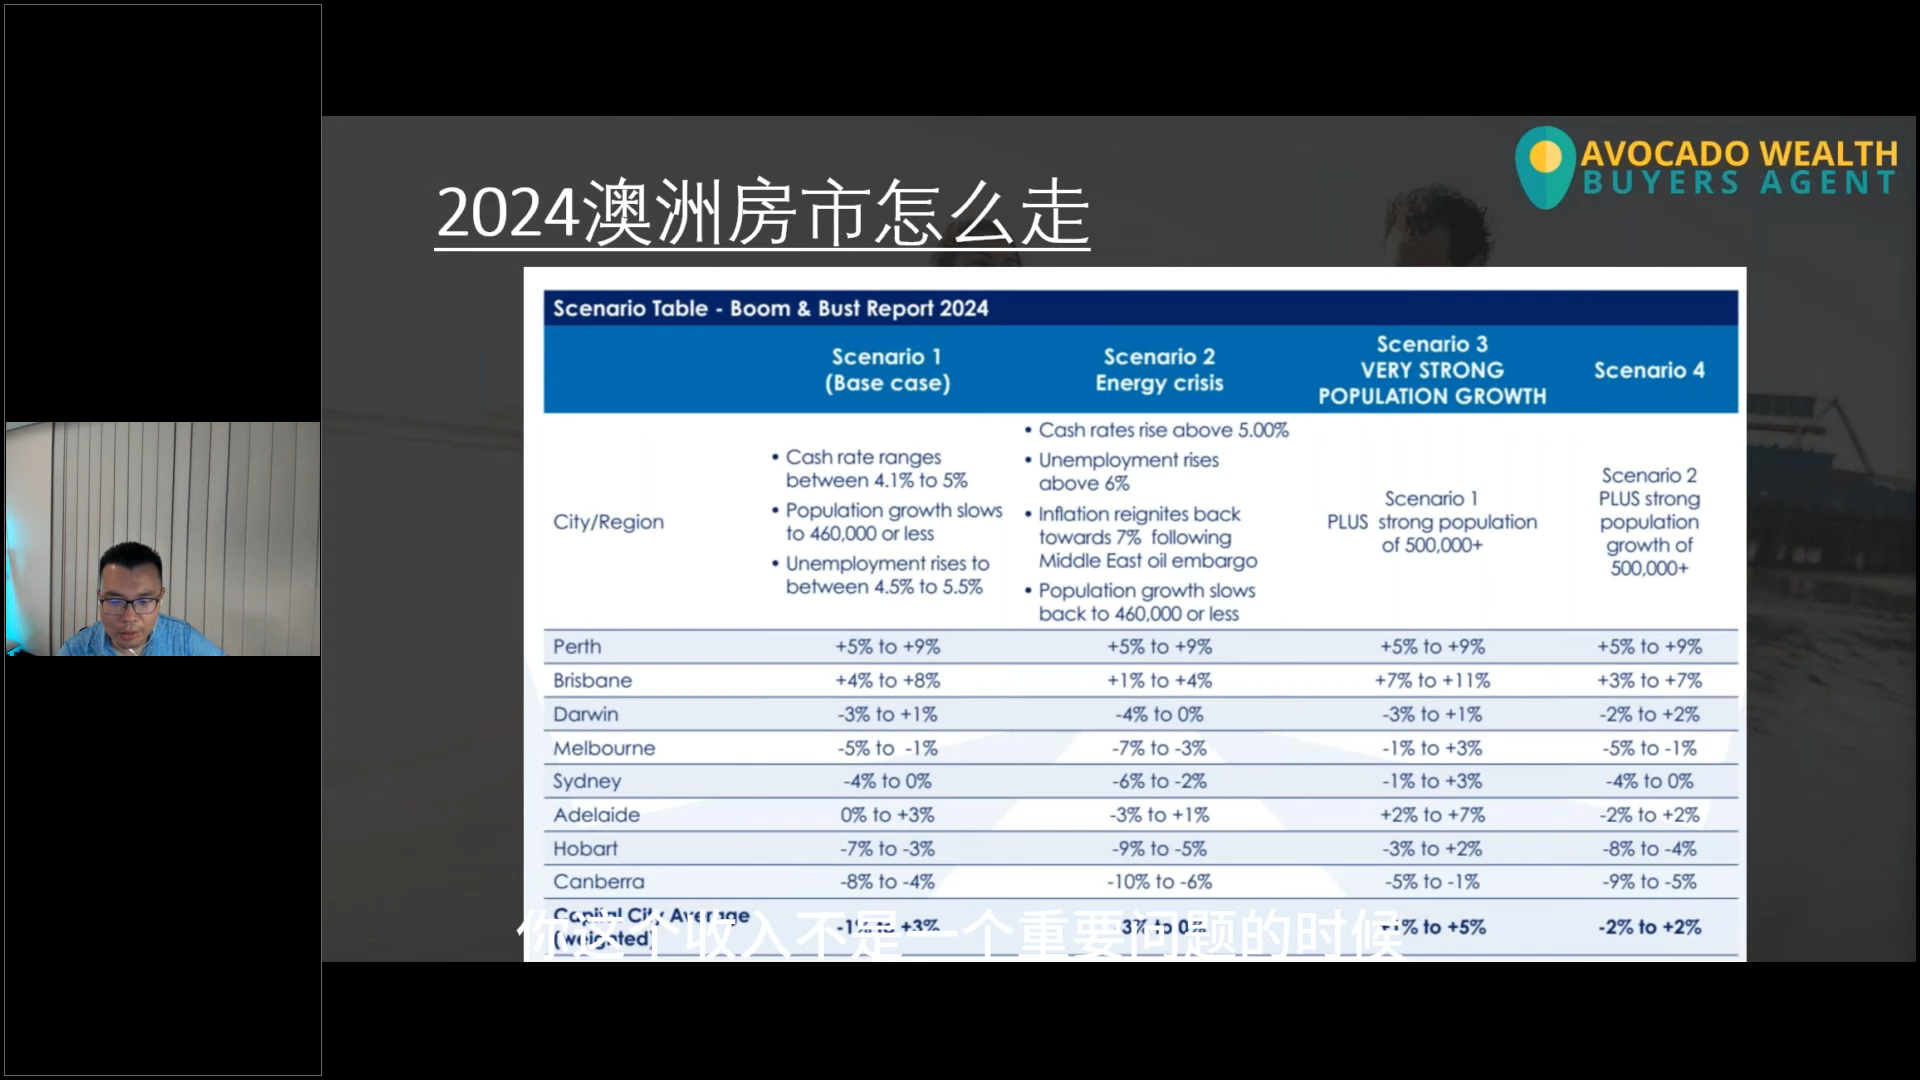 AVOCADO WEALTH
BUYERS AGENT
2024澳洲房市怎么走
Scenario Table - Boom & Bust Report 2024
Scenario 1
(Base case)
Scenario 2
Energy crisis
Scenario 3
VERY STRONG
POPULATION GROWTH
Scenario 4
City/Region
• Cash rate ranges
between 4.1% to 5%
• Population growth slows
to 460,000 or less
• Unemployment rises to
between 4.5% to 5.5%
• Cash rates rise above 5.00%
• Unemployment rises
above 6%
• Inflation reignites back
towards 7% following
Middle East oil embargo
• Population growth slows
back to 460,000 or less
Scenario 1
PLUS strong population
of 500,000+
Scenario 2
PLUS strong
population
growth of
500,000+
Perth +5% to +9% +5% to +9% +5% to +9% +5% to +9%
Brisbane +4% to +8% +1% to +4% +7% to +11% +3% to +7%
Darwin -3% to +1% -4% to 0% -3% to +1% -2% to +2%
Melbourne -5% to -1% -7% to -3% -1% to +3% -5% to -1%
Sydney -4% to 0% -6% to -2% -1% to +3% -4% to 0%
Adelaide 0% to +3% -3% to +1% +2% to +7% -2% to +2%
Hobart -7% to -3% -9% to -5% -3% to +2% -8% to -4%
Canberra -8% to -4% -10% to -6% -5% to -1% -9% to -5%
Capital City Average
(weighted) -1% to +3% -3% to 0% +1% to +5% -2% to +2%
你这个收入不是一个重要问题的时候